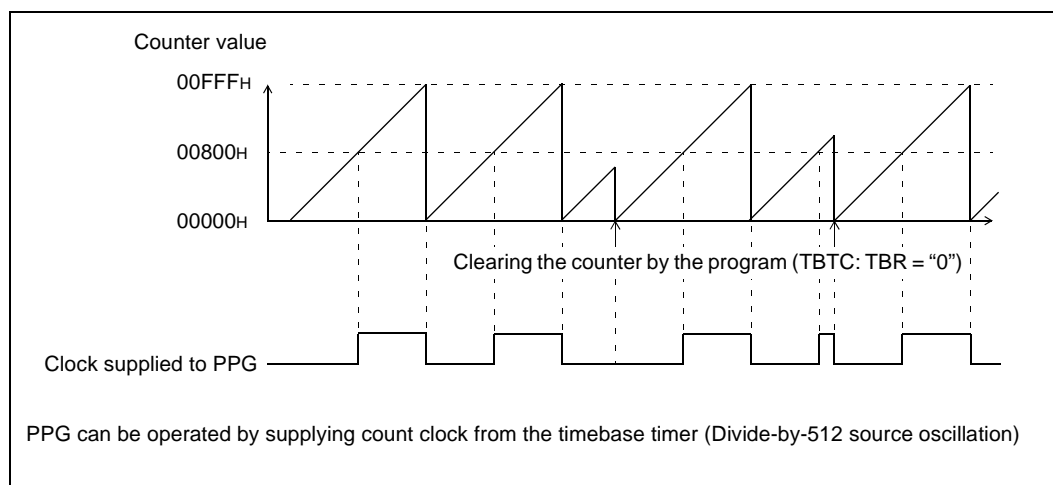 Counter value
00FFFH
00800H
00000H
Clearing the counter by the program (TBTC: TBR = “0”)
Clock supplied to PPG
PPG can be operated by supplying count clock from the timebase timer (Divide-by-512 source oscillation)